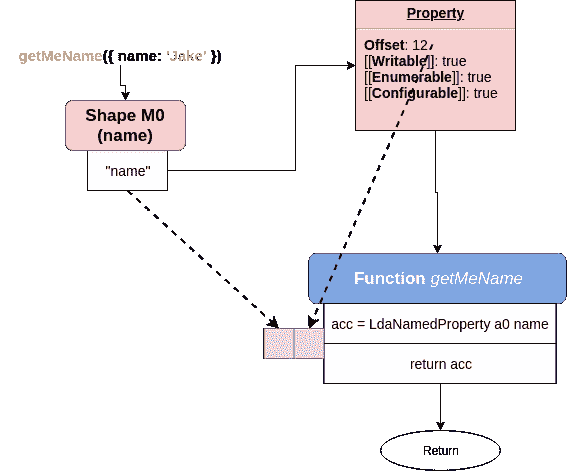 Property
getMeName({ name: 'Jake' })
Offset: 12
[[Writable]]: true
[[Enumerable]]: true
[[Configurable]]: true
Shape M0
(name)
"name"
Function getMeName
acc = LdaNamedProperty a0 name
return acc
Return